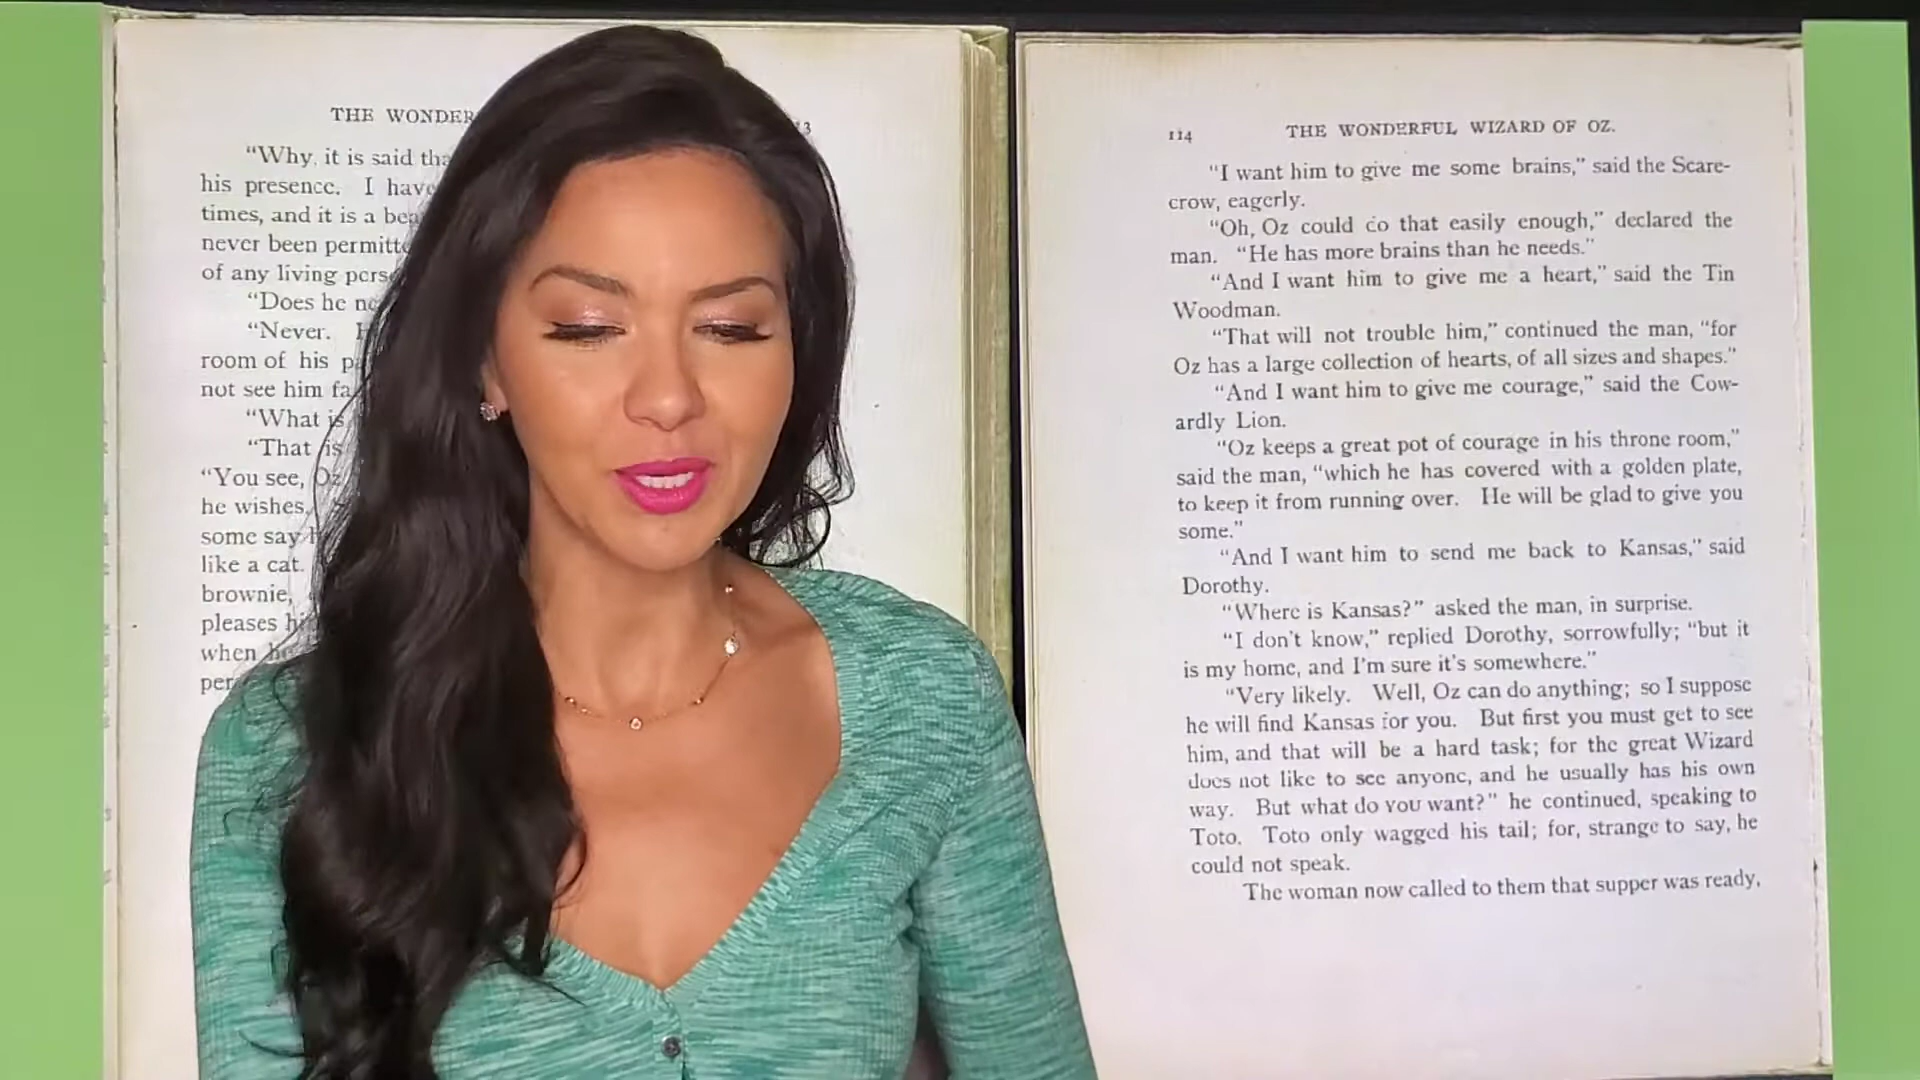 THE WONDER
"Why, it is said
his presence. I have
times, and it is a
never been
of any living
"Does he
"Never.
room of his
not see him
"What is
"That is
"You see, Oz
he wishes,
some say
like a cat.
brownie,
pleases
when he
114 THE WONDERFUL WIZARD OF OZ.
"I want him to give me some brains," said the Scare-
crow, eagerly.
"Oh, Oz could do that easily enough," declared the
man. "He has more brains than he needs."
"And I want him to give me a heart," said the Tin
Woodman.
"That will not trouble him," continued the man, "for
Oz has a large collection of hearts, of all sizes and shapes."
"And I want him to give me courage," said the Cow-
ardly Lion.
"Oz keeps a great pot of courage in his throne room,"
said the man, "which he has covered with a golden plate,
to keep it from running over. He will be glad to give you
some."
"And I want him to send me back to Kansas," said
Dorothy.
"Where is Kansas?" asked the man, in surprise.
"I don't know," replied Dorothy, sorrowfully; "but it
is my home, and I'm sure it's somewhere."
"Very likely. Well, Oz can do anything; so I suppose
he will find Kansas for you. But first you must get to see
him, and that will be a hard task; for the great Wizard
does not like to see anyone, and he usually has his own
way. But what do you want?" he continued, speaking to
Toto. Toto only wagged his tail; for, strange to say, he
could not speak.
The woman now called to them that supper was ready,